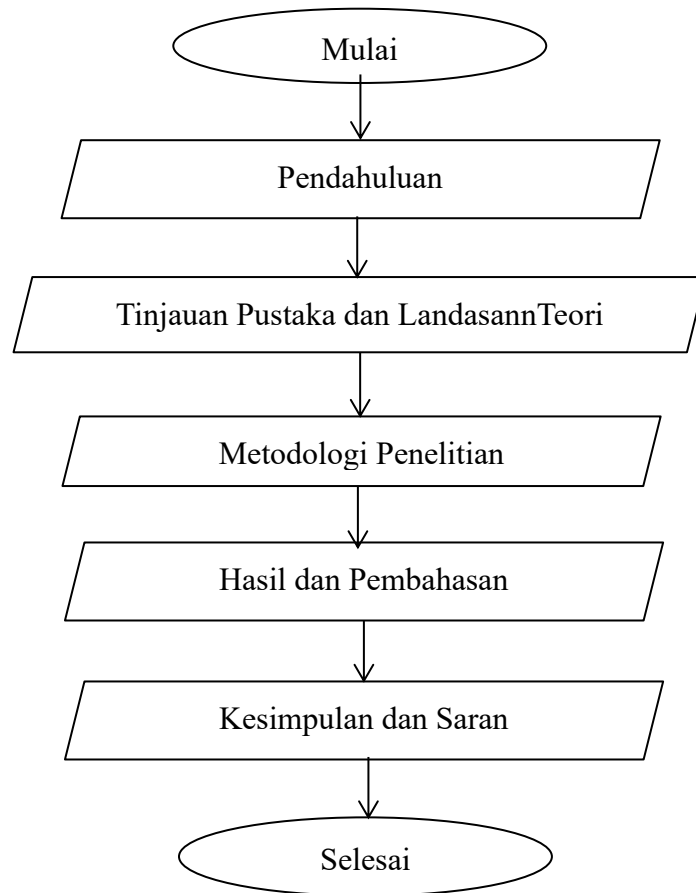 Mulai
Pendahuluan
Tinjauan Pustaka dan LandasannTeori
Metodologi Penelitian
Hasil dan Pembahasan
Kesimpulan dan Saran
Selesai